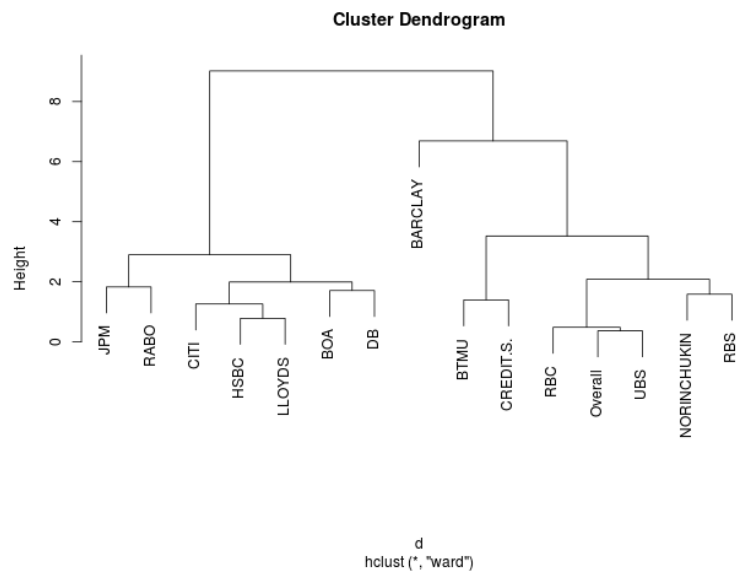 Cluster Dendrogram
Height
8
6
4
2
0
JPM
RABO
CITI
HSBC
LLOYDS
BOA
DB
BARCLAY
BTMU
CREDIT.S.
RBC
Overall
UBS
NORINCHUKIN
RBS
d
hclust (*, "ward")